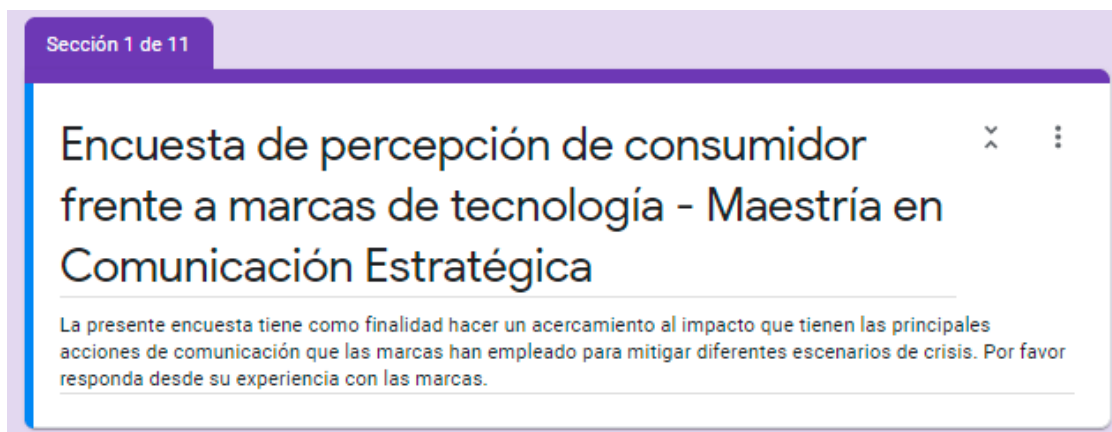 Sección 1 de 11
Encuesta de percepción de consumidor
frente a marcas de tecnología - Maestría en
Comunicación Estratégica
La presente encuesta tiene como finalidad hacer un acercamiento al impacto que tienen las principales
acciones de comunicación que las marcas han empleado para mitigar diferentes escenarios de crisis. Por favor
responda desde su experiencia con las marcas.